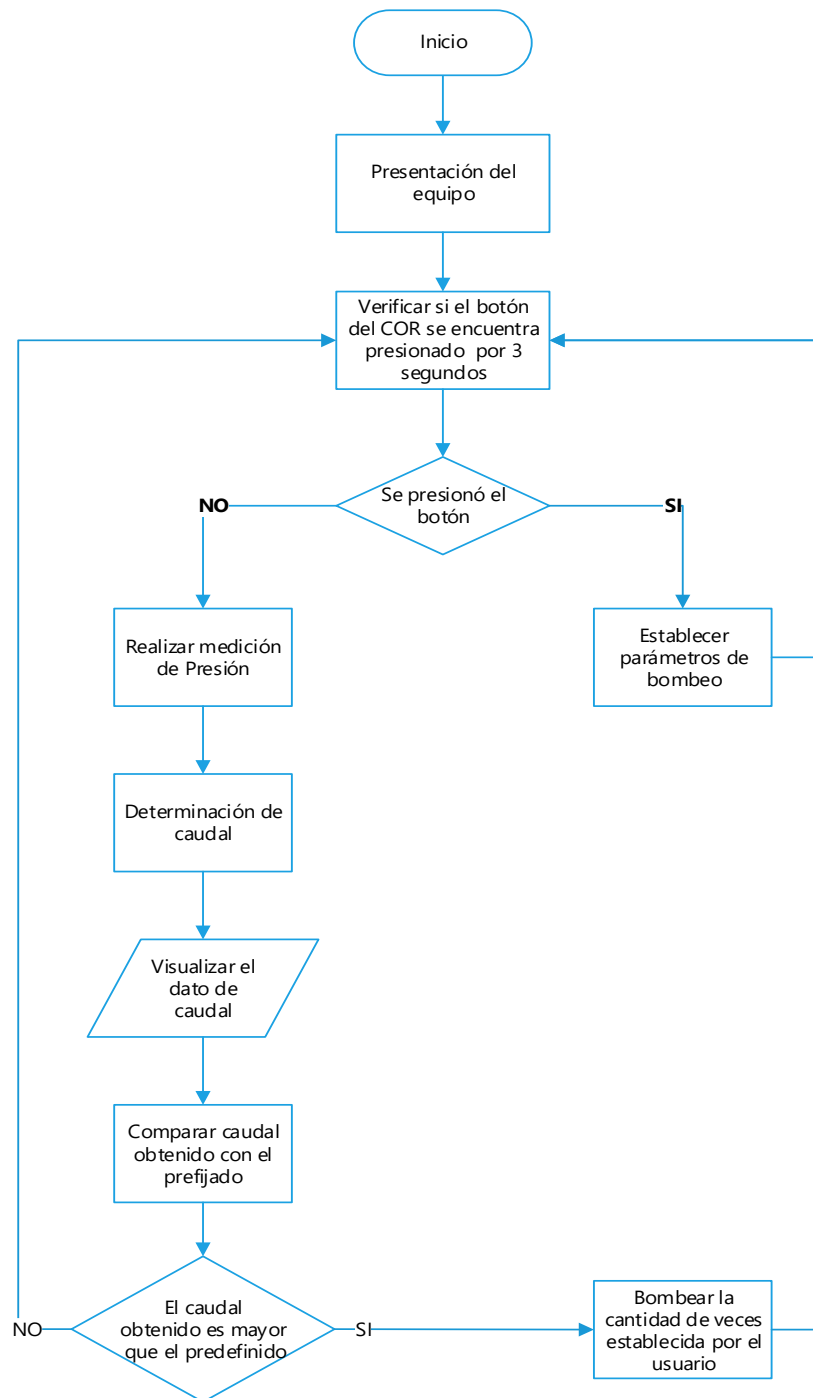 Inicio
Presentación del
equipo
Verificar si el botón
del COR se encuentra
presionado por 3
segundos
Se presionó el
botón
NO
SI
Realizar medición
de Presión
Establecer
parámetros de
bombeo
Determinación de
caudal
Visualizar el
dato de
caudal
Comparar caudal
obtenido con el
prefijado
El caudal
obtenido es mayor
que el predefinido
NO
SI
Bombear la
cantidad de veces
establecida por el
usuario